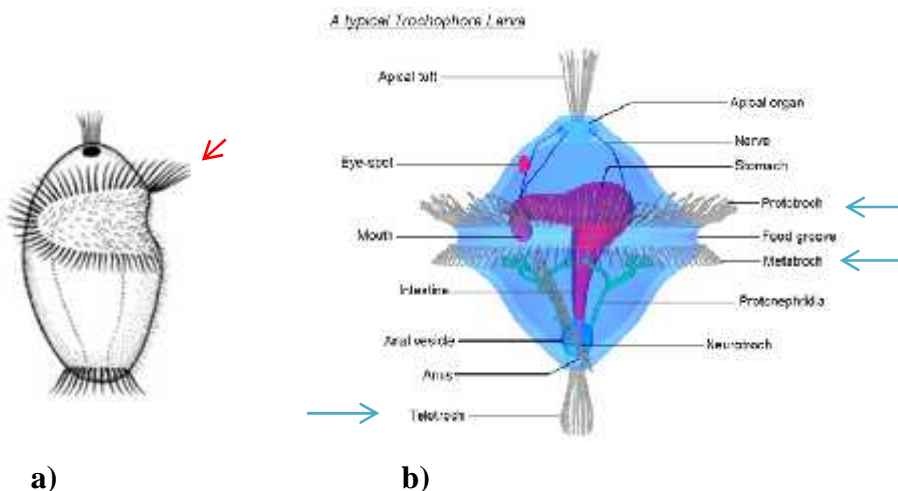 A typical Trochophore Larva
Apical tuft
Apical organ
Nerve
Eye-spot
Stomach
Prototroch
Mouth
Food groove
Metatroch
Intestine
Protonephridia
Anal vesicle
Neurotroch
Anus
Telotroch
a)
b)